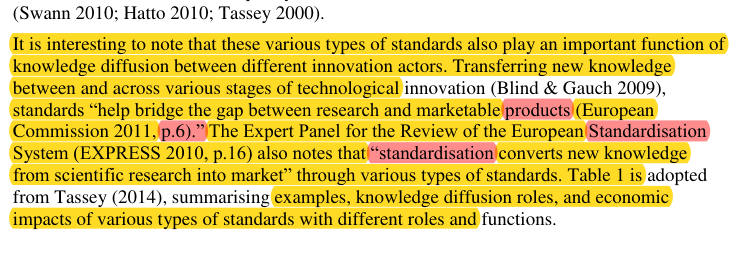 (Swann 2010; Hatto 2010; Tassey 2000).
It is interesting to note that these various types of standards also play an important function of
knowledge diffusion between different innovation actors. Transferring new knowledge
between and across various stages of technological innovation (Blind & Gauch 2009),
standards “help bridge the gap between research and marketable products (European
Commission 2011, p.6).” The Expert Panel for the Review of the European Standardisation
System (EXPRESS 2010, p.16) also notes that “standardisation converts new knowledge
from scientific research into market” through various types of standards. Table 1 is adopted
from Tassey (2014), summarising examples, knowledge diffusion roles, and economic
impacts of various types of standards with different roles and functions.